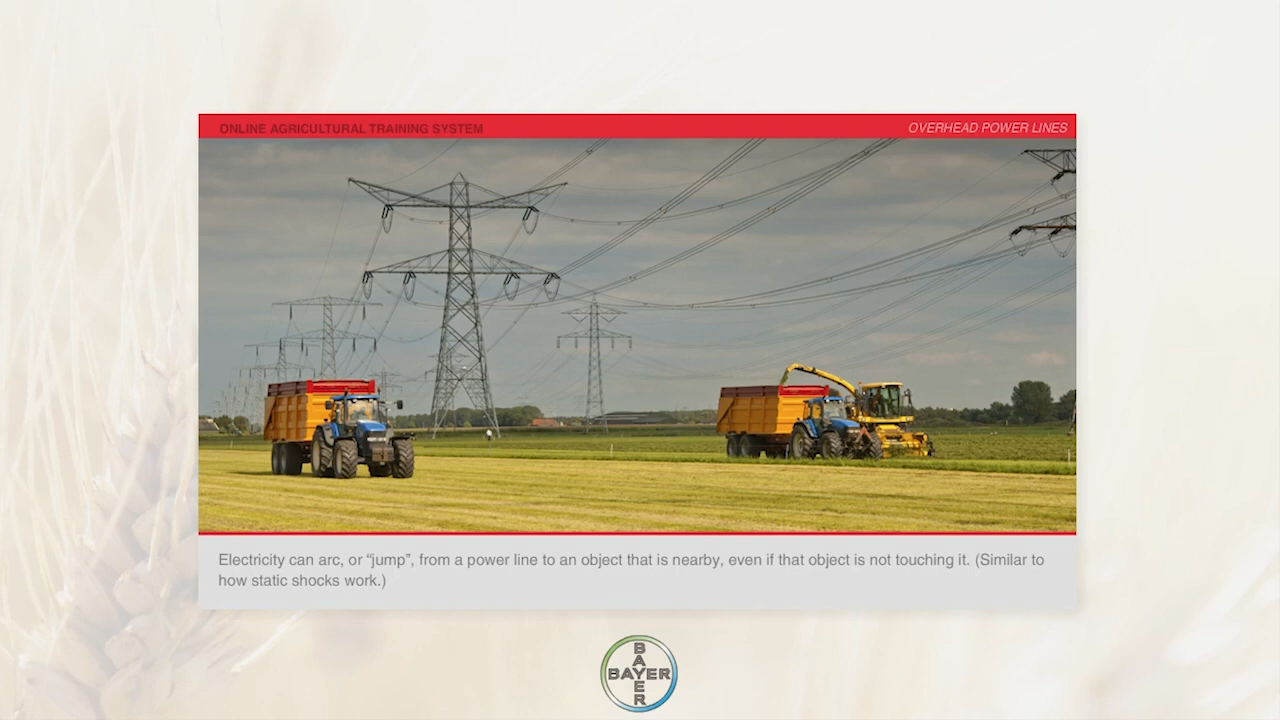 ONLINE AGRICULTURAL TRAINING SYSTEM
OVERHEAD POWER LINES
Electricity can arc, or “jump”, from a power line to an object that is nearby, even if that object is not touching it. (Similar to
how static shocks work.)
BAYER
BAYER